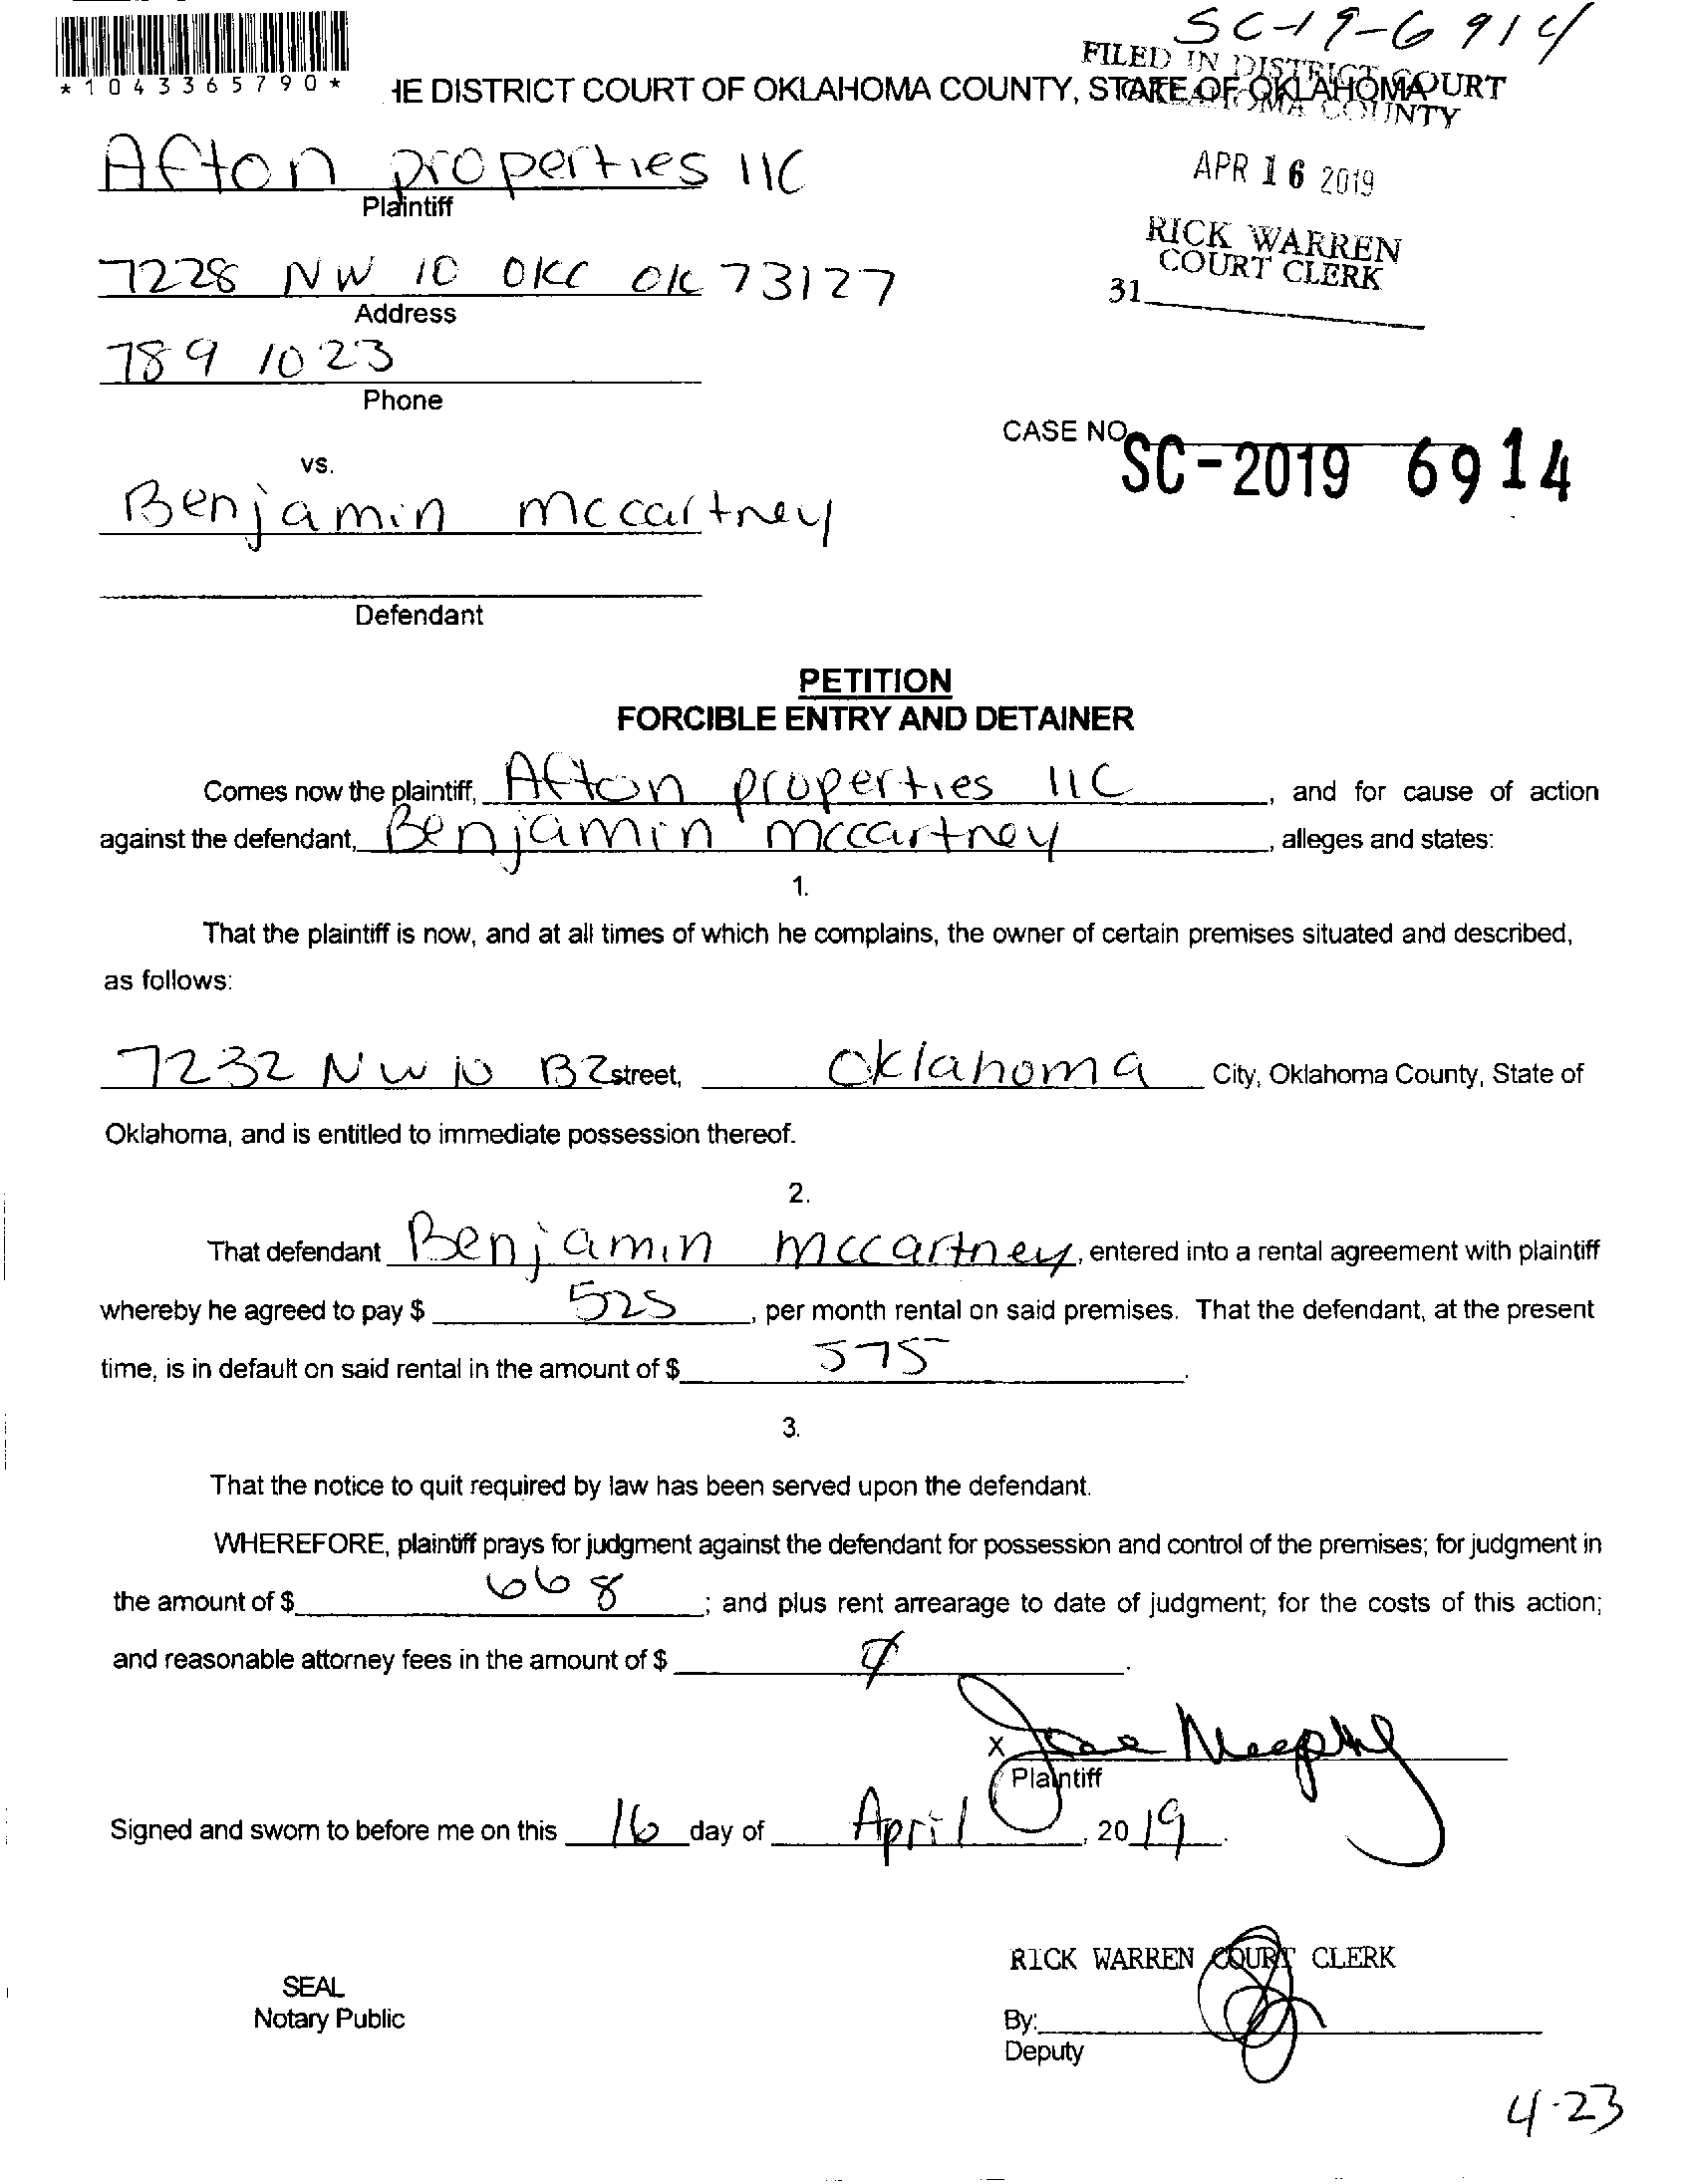 SC-19-6914
*1043365790*
FILED IN DISTRICT COURT
OKLAHOMA COUNTY
HE DISTRICT COURT OF OKLAHOMA COUNTY, STATE OF OKLAHOMA
Afton properties llC
Plaintiff
APR 16 2019
RICK WARREN
COURT CLERK
31
7228 NW 10 OKC OK 73127
Address
789 1023
Phone
CASE NO. SC-2019 6914
vs.
Benjamin mccartney
Defendant
PETITION
FORCIBLE ENTRY AND DETAINER
Comes now the plaintiff, Afton properties llC, and for cause of action
against the defendant, Benjamin mccartney, alleges and states:
1.
That the plaintiff is now, and at all times of which he complains, the owner of certain premises situated and described,
as follows:
7232 NW 10 B2 street, Oklahoma City, Oklahoma County, State of
Oklahoma, and is entitled to immediate possession thereof.
2.
That defendant Benjamin mccartney, entered into a rental agreement with plaintiff
whereby he agreed to pay $ 525, per month rental on said premises. That the defendant, at the present
time, is in default on said rental in the amount of $ 575.
3.
That the notice to quit required by law has been served upon the defendant.
WHEREFORE, plaintiff prays for judgment against the defendant for possession and control of the premises; for judgment in
the amount of $ 668; and plus rent arrearage to date of judgment; for the costs of this action;
and reasonable attorney fees in the amount of $
X
Plaintiff
Signed and sworn to before me on this 16 day of April, 2019.
RICK WARREN COURT CLERK
SEAL
Notary Public
By:
Deputy
4-23